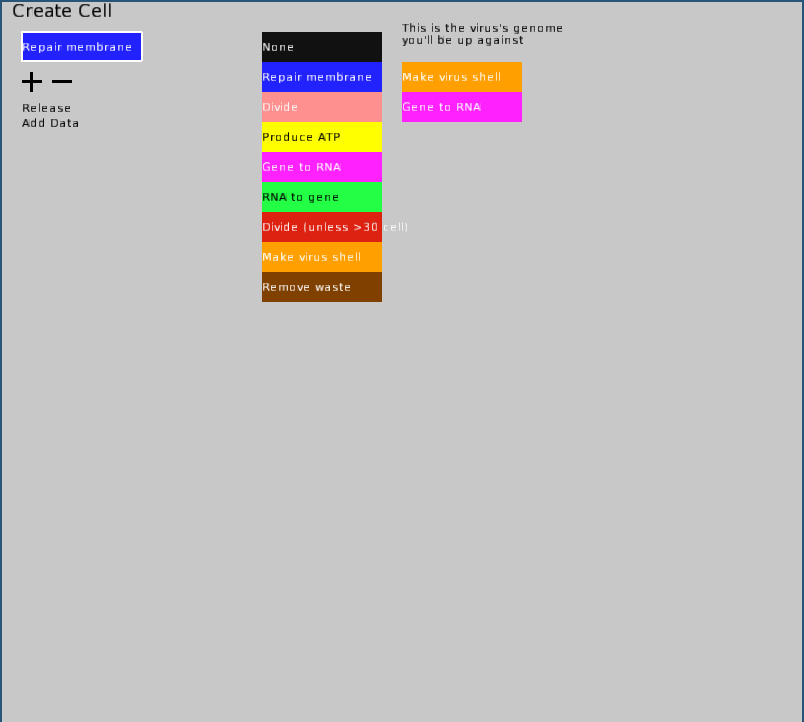 Create Cell
Repair membrane
Release
Add Data
None
Repair membrane
Divide
Produce ATP
Gene to RNA
RNA to gene
Divide (unless >30 cell)
Make virus shell
Remove waste
This is the virus's genome
you'll be up against
Make virus shell
Gene to RNA